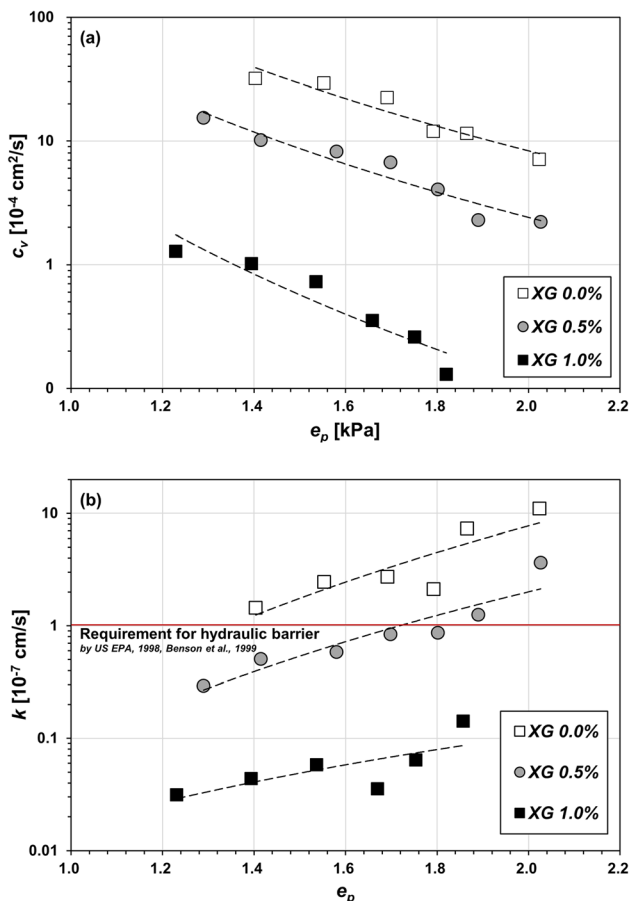 (a)
100
10
1
0
c_v [10⁻⁴ cm²/s]
XG 0.0%
XG 0.5%
XG 1.0%
1.0 1.2 1.4 1.6 1.8 2.0 2.2
e_p [kPa]
(b)
10
1
0.1
0.01
k [10⁻⁷ cm/s]
Requirement for hydraulic barrier
by US EPA, 1998, Benson et al., 1999
XG 0.0%
XG 0.5%
XG 1.0%
1.0 1.2 1.4 1.6 1.8 2.0 2.2
e_p